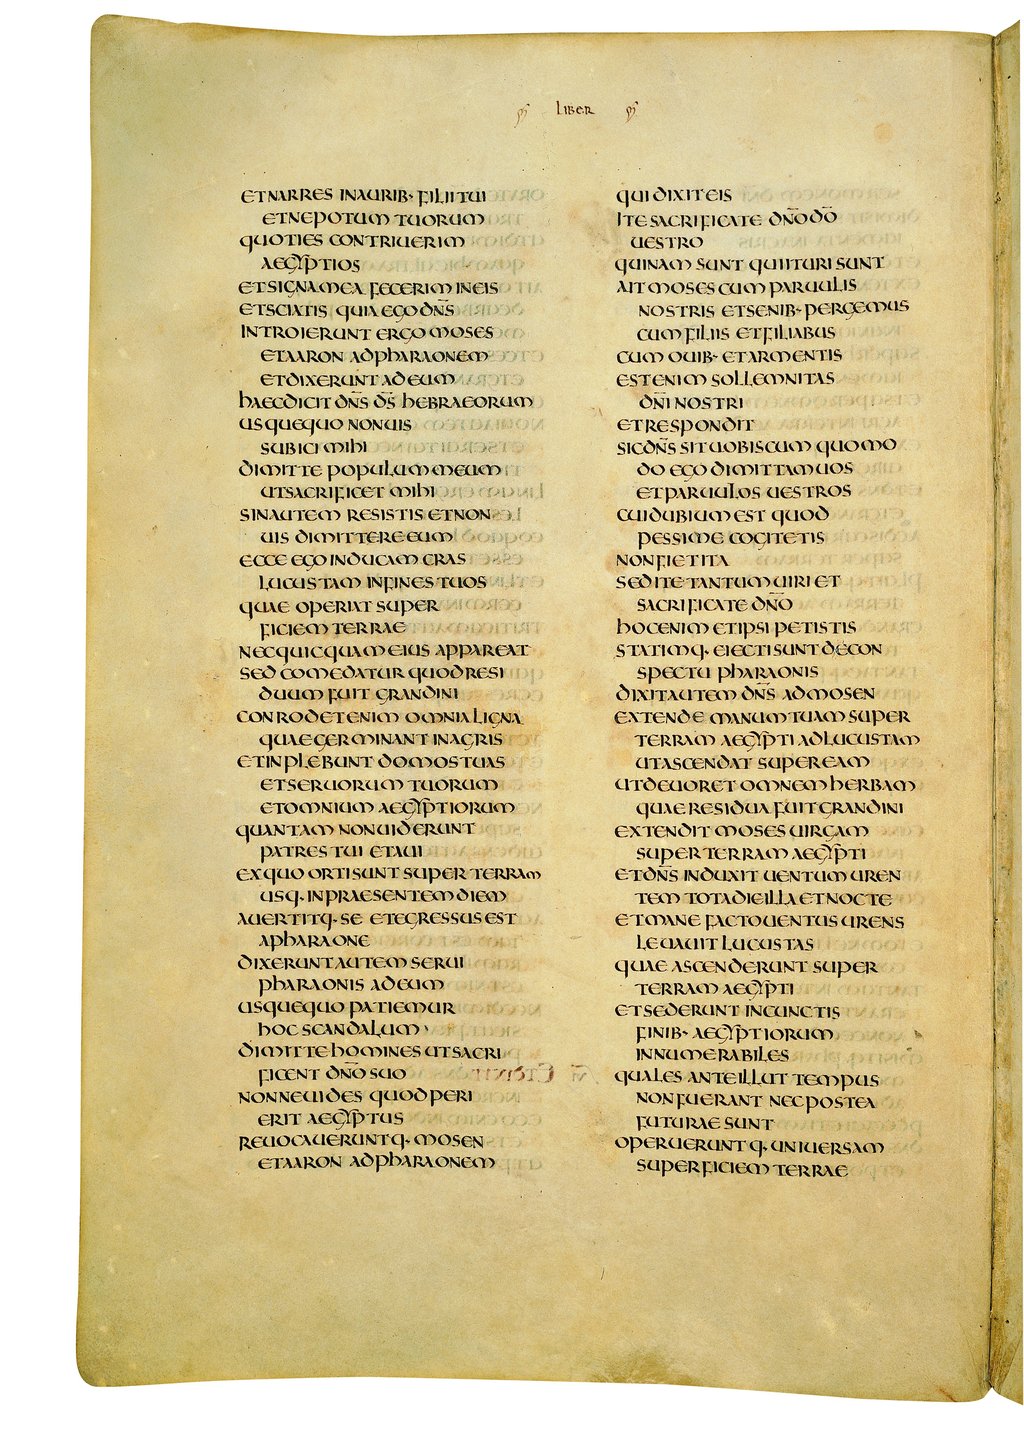 LIBER
ET NARRES IN AURIB· FILII TUI
ET NEPOTUM TUORUM
QUOTIES CONTRIUERIM
AEGYPTIOS
ET SIGNA MEA FECERIM IN EIS
ET SCIATIS QUIA EGO DN̅S
INTROIERUNT ERGO MOSES
ET AARON AD PHARAONEM
ET DIXERUNT AD EUM
HAEC DICIT DN̅S D̅S HEBRAEORUM
USQUEQUO NON UIS
SUBICI MIHI
DIMITTE POPULUM MEUM
UT SACRIFICET MIHI
SIN AUTEM RESISTIS ET NON
UIS DIMITTERE EUM
ECCE EGO INDUCAM CRAS
LUCUSTAM IN FINES TUOS
QUAE OPERIAT SUPER
FICIEM TERRAE
NEC QUICQUAM EIUS APPAREAT
SED COMEDATUR QUOD RESI
DUUM FUIT GRANDINI
CONRODET ENIM OMNIA LIGNA
QUAE GERMINANT IN AGRIS
ET INPLEBUNT DOMOS TUAS
ET SERUORUM TUORUM
ET OMNIUM AEGYPTIORUM
QUANTAM NON UIDERUNT
PATRES TUI ET AUI
EX QUO ORTI SUNT SUPER TERRAM
USQ· IN PRAESENTEM DIEM
AUERTITQ· SE ET EGRESSUS EST
A PHARAONE
DIXERUNT AUTEM SERUI
PHARAONIS AD EUM
USQUEQUO PATIEMUR
HOC SCANDALUM
DIMITTE HOMINES UT SACRI
FICENT DN̅O SUO
NONNE UIDES QUOD PERI
ERIT AEGYPTUS
REUOCAUERUNTQ· MOSEN
ET AARON AD PHARAONEM
QUI DIXIT EIS
ITE SACRIFICATE DN̅O D̅O
UESTRO
QUINAM SUNT QUI ITURI SUNT
AIT MOSES CUM PARUULIS
NOSTRIS ET SENIB· PERGEMUS
CUM FILIIS ET FILIABUS
CUM OUIB· ET ARMENTIS
EST ENIM SOLLEMNITAS
DN̅I NOSTRI
ET RESPONDIT
SIC DN̅S SIT UOBISCUM QUOMO
DO EGO DIMITTAM UOS
ET PARUULOS UESTROS
CUI DUBIUM EST QUOD
PESSIME COGITETIS
NON FIET ITA
SED ITE TANTUM UIRI ET
SACRIFICATE DN̅O
HOC ENIM ET IPSI PETISTIS
STATIMQ· EIECTI SUNT DE CON
SPECTU PHARAONIS
DIXIT AUTEM DN̅S AD MOSEN
EXTENDE MANUM TUAM SUPER
TERRAM AEGYPTI AD LUCUSTAM
UT ASCENDAT SUPER EAM
UT DEUORET OMNEM HERBAM
QUAE RESIDUA FUIT GRANDINI
EXTENDIT MOSES UIRGAM
SUPER TERRAM AEGYPTI
ET DN̅S INDUXIT UENTUM UREN
TEM TOTA DIE ILLA ET NOCTE
ET MANE FACTO UENTUS URENS
LEUAUIT LUCUSTAS
QUAE ASCENDERUNT SUPER
TERRAM AEGYPTI
ET SEDERUNT IN CUNCTIS
FINIB· AEGYPTIORUM
INNUMERABILES
QUALES ANTE ILLUT TEMPUS
NON FUERANT NEC POSTEA
FUTURAE SUNT
OPERUERUNTQ· UNIUERSAM
SUPERFICIEM TERRAE